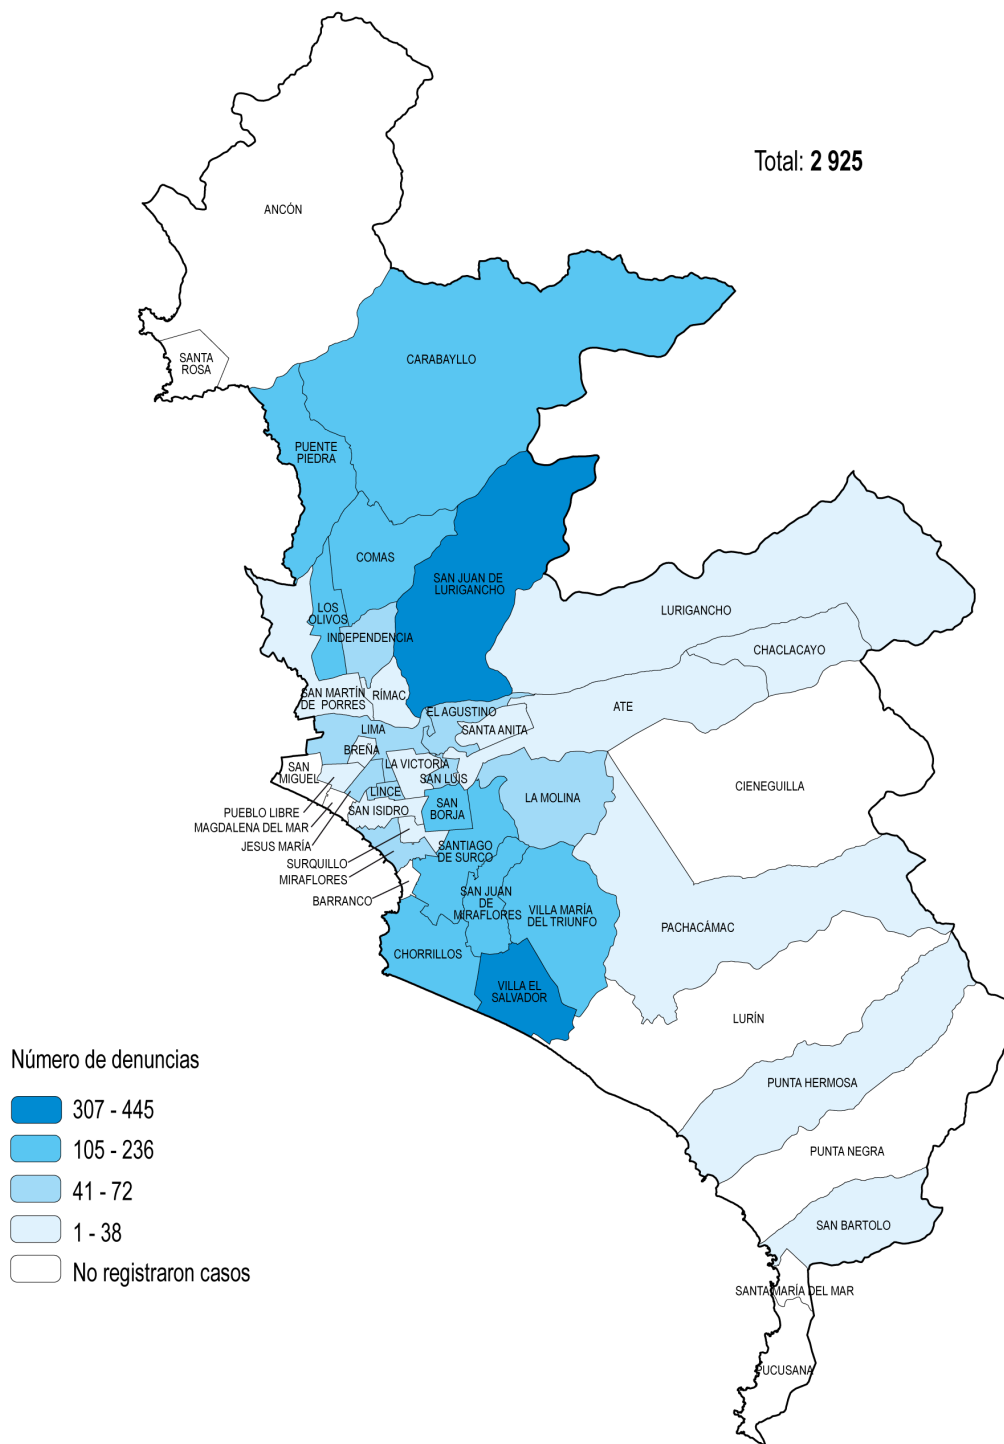 Total: 2 925
ANCÓN
SANTA
ROSA
CARABAYLLO
PUENTE
PIEDRA
COMAS
SAN JUAN DE
LURIGANCHO
LOS
OLIVOS
LURIGANCHO
INDEPENDENCIA
CHACLACAYO
SAN MARTÍN
DE PORRES
RÍMAC
ATE
EL AGUSTINO
LIMA
SANTA ANITA
BREÑA
LA VICTORIA
SAN
MIGUEL
SAN LUIS
CIENEGUILLA
LINCE
LA MOLINA
SAN
BORJA
PUEBLO LIBRE
SAN ISIDRO
MAGDALENA DEL MAR
JESUS MARÍA
SANTIAGO
DE SURCO
SURQUILLO
MIRAFLORES
BARRANCO
SAN JUAN
DE
MIRAFLORES
VILLA MARÍA
DEL TRIUNFO
PACHACÁMAC
CHORRILLOS
VILLA EL
SALVADOR
LURÍN
PUNTA HERMOSA
PUNTA NEGRA
SAN BARTOLO
SANTA MARÍA DEL MAR
PUCUSANA
Número de denuncias
307 - 445
105 - 236
41 - 72
1 - 38
No registraron casos